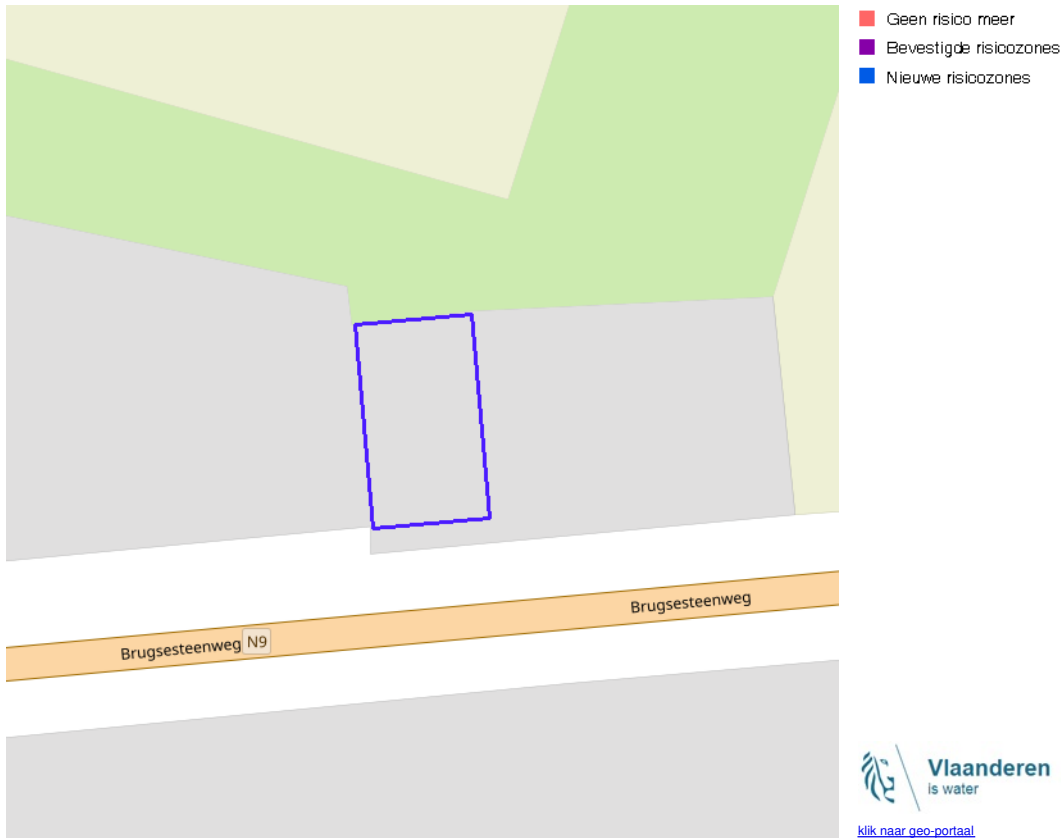 Geen risico meer
Bevestigde risicozones
Nieuwe risicozones
Brugsesteenweg
Brugsesteenweg N9
Vlaanderen
is water
klik naar geo-portaal